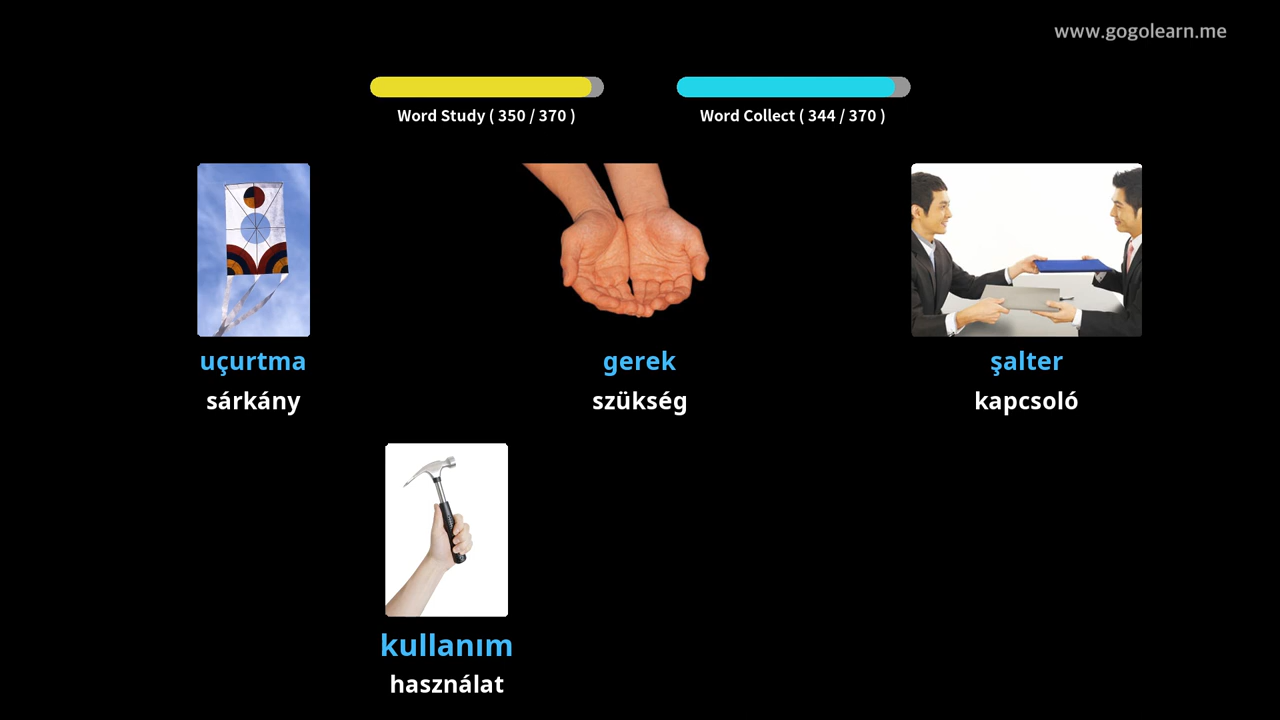 www.gogolearn.me
Word Study ( 350 / 370 )
Word Collect ( 344 / 370 )
uçurtma
sárkány
gerek
szükség
şalter
kapcsoló
kullanım
használat